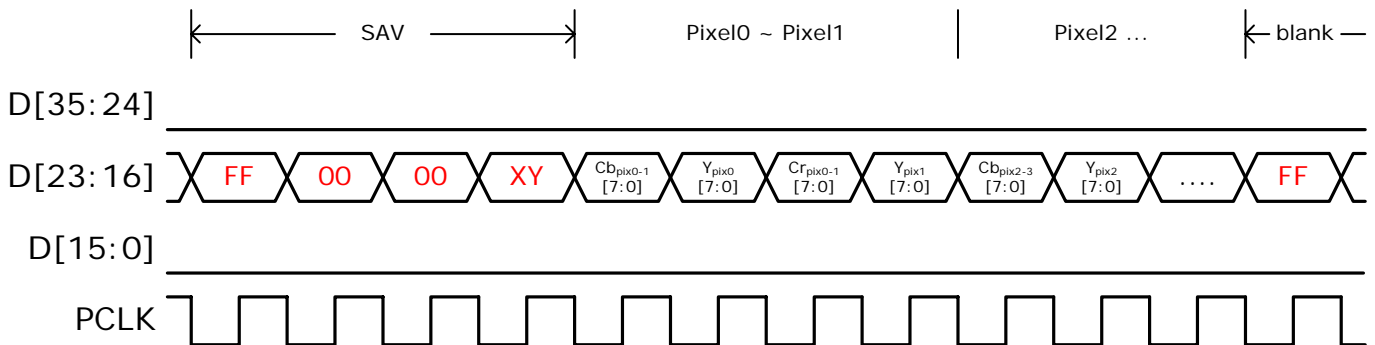 SAV Pixel0 ~ Pixel1 Pixel2 ... blank
D[35:24]
D[23:16] FF 00 00 XY Cbpix0-1 [7:0] Ypix0 [7:0] Crpix0-1 [7:0] Ypix1 [7:0] Cbpix2-3 [7:0] Ypix2 [7:0] .... FF
D[15:0]
PCLK